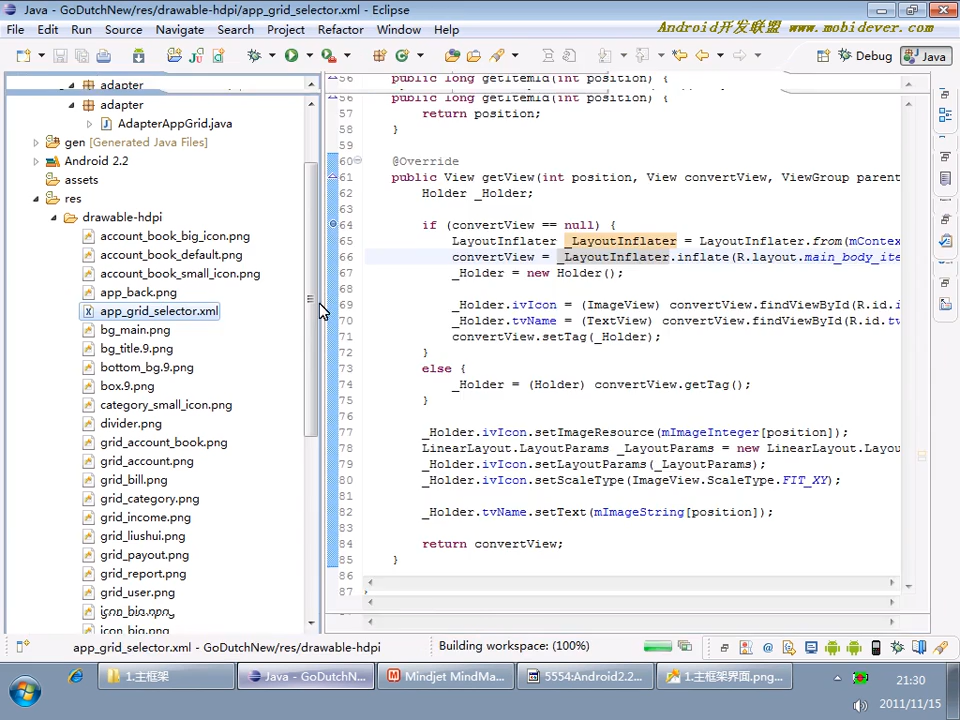 Java - GoDutchNew/res/drawable-hdpi/app_grid_selector.xml - Eclipse
File Edit Run Source Navigate Search Project Refactor Window Help
Android开发联盟 www.mobidever.com
Debug Java
adapter
adapter
AdapterAppGrid.java
gen [Generated Java Files]
Android 2.2
assets
res
drawable-hdpi
account_book_big_icon.png
account_book_default.png
account_book_small_icon.png
app_back.png
app_grid_selector.xml
bg_main.png
bg_title.9.png
bottom_bg.9.png
box.9.png
category_small_icon.png
divider.png
grid_account_book.png
grid_account.png
grid_bill.png
grid_category.png
grid_income.png
grid_liushui.png
grid_payout.png
grid_report.png
grid_user.png
icon_big.png
icon_big.png
56 public long getItemId(int position) {
56 public long getItemId(int position) {
57 return position;
58 }
59
60 @Override
61 public View getView(int position, View convertView, ViewGroup parent
62 Holder _Holder;
63
64 if (convertView == null) {
65 LayoutInflater _LayoutInflater = LayoutInflater.from(mContex
66 convertView = _LayoutInflater.inflate(R.layout.main_body_ite
67 _Holder = new Holder();
68
69 _Holder.ivIcon = (ImageView) convertView.findViewById(R.id.i
70 _Holder.tvName = (TextView) convertView.findViewById(R.id.tv
71 convertView.setTag(_Holder);
72 }
73 else {
74 _Holder = (Holder) convertView.getTag();
75 }
76
77 _Holder.ivIcon.setImageResource(mImageInteger[position]);
78 LinearLayout.LayoutParams _LayoutParams = new LinearLayout.Layou
79 _Holder.ivIcon.setLayoutParams(_LayoutParams);
80 _Holder.ivIcon.setScaleType(ImageView.ScaleType.FIT_XY);
81
82 _Holder.tvName.setText(mImageString[position]);
83
84 return convertView;
85 }
86
87
app_grid_selector.xml - GoDutchNew/res/drawable-hdpi
Building workspace: (100%)
1.主框架
Java - GoDutchN...
Mindjet MindMa...
5554:Android2.2...
1.主框架界面.png...
21:30
2011/11/15